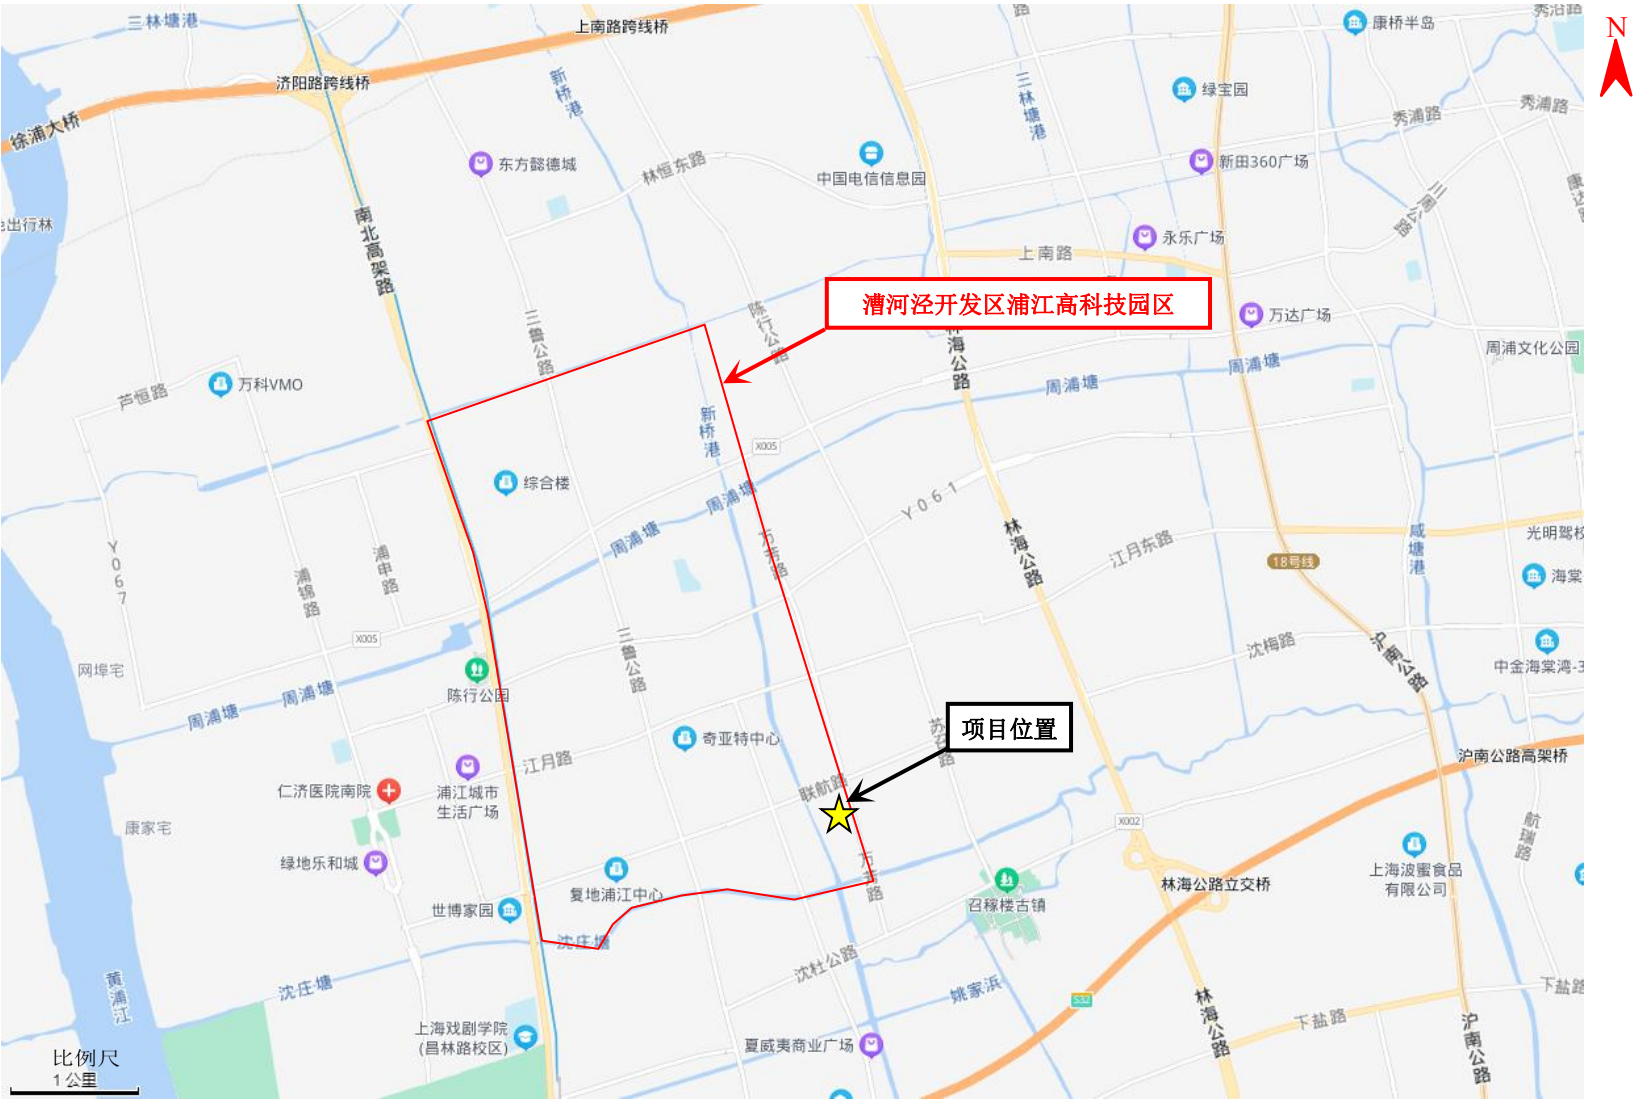 三林塘港
上南路跨线桥
路
康桥半岛
秀沿路
N
济阳路跨线桥
新桥港
三林塘港
绿宝园
秀浦路
秀浦路
徐浦大桥
东方懿德城
林恒东路
中国电信信息园
新田360广场
三周公路
出行林
南北高架路
永乐广场
上南路
漕河泾开发区浦江高科技园区
陈行公路
三鲁公路
林海公路
万达广场
周浦文化公园
周浦塘
周浦塘
芦恒路
万科VMO
新桥港
X005
综合楼
周浦塘
周浦塘
Y061
林海公路
江月东路
咸塘港
光明驾校
18号线
海棠
Y067
浦申路
浦锦路
万芳路
X005
三鲁公路
沈梅路
沪南公路
中金海棠湾-3
网埠宅
陈行公园
周浦塘
周浦塘
奇亚特中心
苏召路
项目位置
沪南公路高架桥
江月路
仁济医院南院
浦江城市
生活广场
联航路
康家宅
X002
航瑞路
绿地乐和城
复地浦江中心
万芳路
召稼楼古镇
林海公路立交桥
上海波蜜食品
有限公司
世博家园
沈庄塘
沈杜公路
黄浦江
沈庄塘
姚家浜
S32
下盐路
林海公路
下盐路
沪南公路
上海戏剧学院
(昌林路校区)
夏威夷商业广场
比例尺
1公里